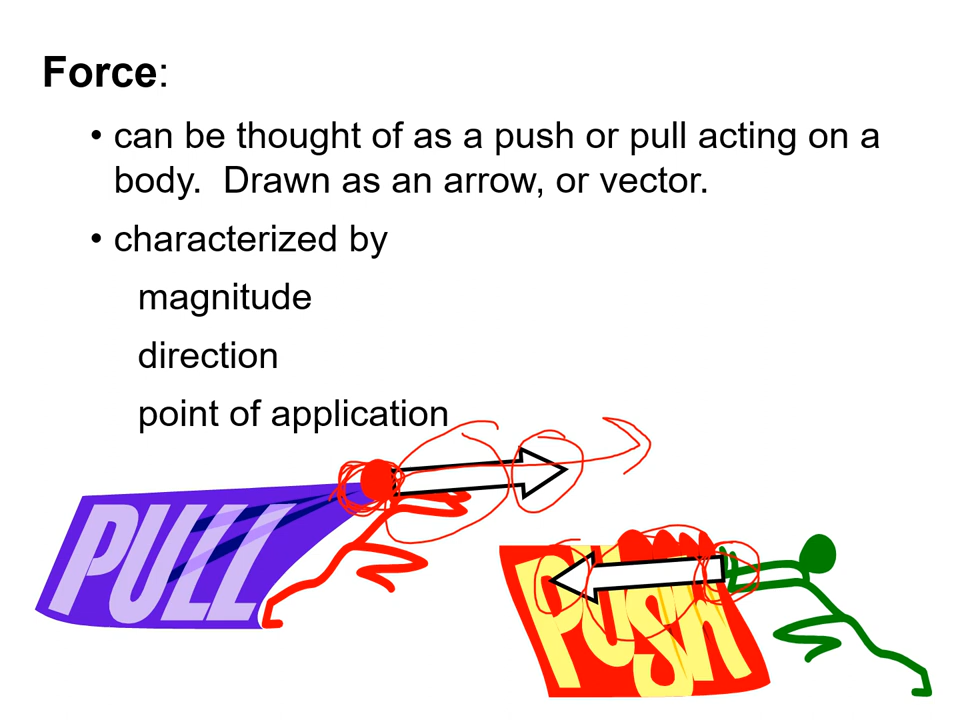 Force:
• can be thought of as a push or pull acting on a
body.  Drawn as an arrow, or vector.
• characterized by
magnitude
direction
point of application
PULL
PUSH